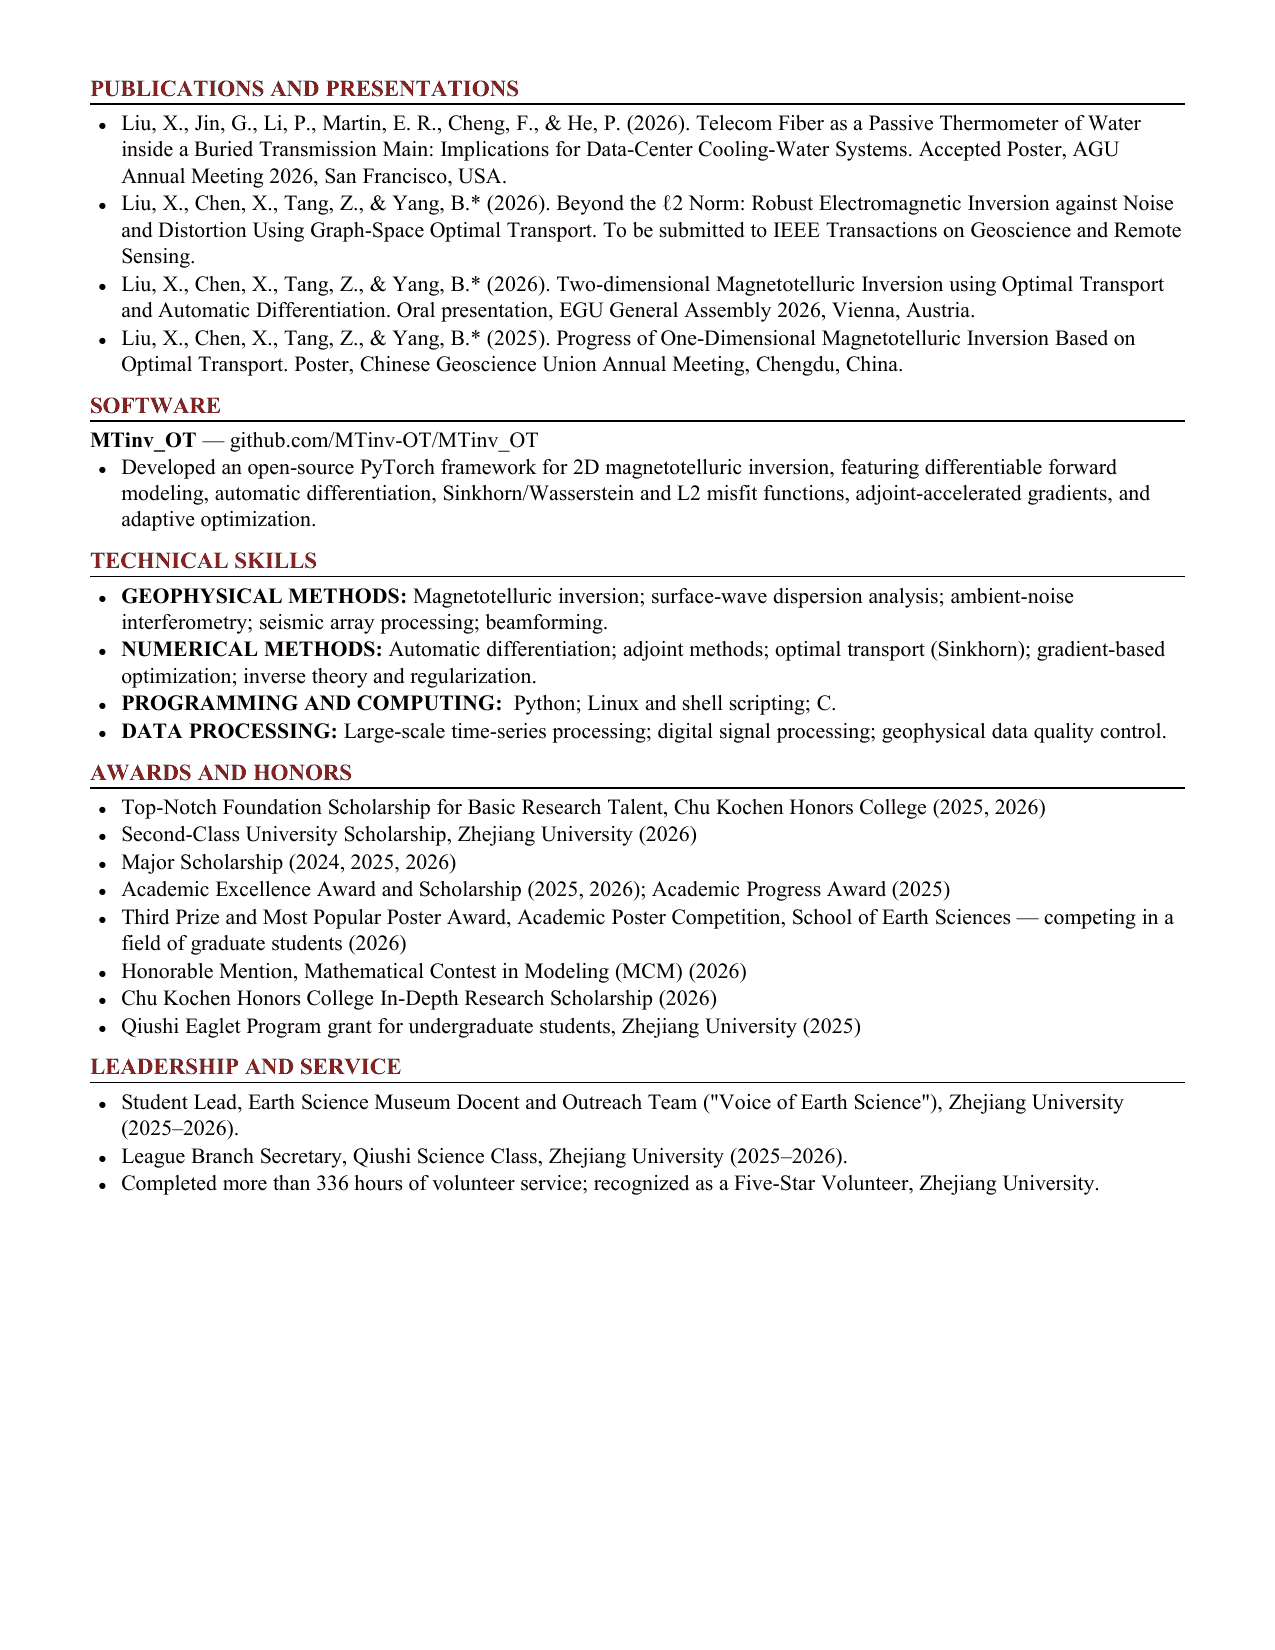 PUBLICATIONS AND PRESENTATIONS
• Liu, X., Jin, G., Li, P., Martin, E. R., Cheng, F., & He, P. (2026). Telecom Fiber as a Passive Thermometer of Water
inside a Buried Transmission Main: Implications for Data-Center Cooling-Water Systems. Accepted Poster, AGU
Annual Meeting 2026, San Francisco, USA.
• Liu, X., Chen, X., Tang, Z., & Yang, B.* (2026). Beyond the ℓ2 Norm: Robust Electromagnetic Inversion against Noise
and Distortion Using Graph-Space Optimal Transport. To be submitted to IEEE Transactions on Geoscience and Remote
Sensing.
• Liu, X., Chen, X., Tang, Z., & Yang, B.* (2026). Two-dimensional Magnetotelluric Inversion using Optimal Transport
and Automatic Differentiation. Oral presentation, EGU General Assembly 2026, Vienna, Austria.
• Liu, X., Chen, X., Tang, Z., & Yang, B.* (2025). Progress of One-Dimensional Magnetotelluric Inversion Based on
Optimal Transport. Poster, Chinese Geoscience Union Annual Meeting, Chengdu, China.
SOFTWARE
MTinv_OT — github.com/MTinv-OT/MTinv_OT
• Developed an open-source PyTorch framework for 2D magnetotelluric inversion, featuring differentiable forward
modeling, automatic differentiation, Sinkhorn/Wasserstein and L2 misfit functions, adjoint-accelerated gradients, and
adaptive optimization.
TECHNICAL SKILLS
• GEOPHYSICAL METHODS: Magnetotelluric inversion; surface-wave dispersion analysis; ambient-noise
interferometry; seismic array processing; beamforming.
• NUMERICAL METHODS: Automatic differentiation; adjoint methods; optimal transport (Sinkhorn); gradient-based
optimization; inverse theory and regularization.
• PROGRAMMING AND COMPUTING: Python; Linux and shell scripting; C.
• DATA PROCESSING: Large-scale time-series processing; digital signal processing; geophysical data quality control.
AWARDS AND HONORS
• Top-Notch Foundation Scholarship for Basic Research Talent, Chu Kochen Honors College (2025, 2026)
• Second-Class University Scholarship, Zhejiang University (2026)
• Major Scholarship (2024, 2025, 2026)
• Academic Excellence Award and Scholarship (2025, 2026); Academic Progress Award (2025)
• Third Prize and Most Popular Poster Award, Academic Poster Competition, School of Earth Sciences — competing in a
field of graduate students (2026)
• Honorable Mention, Mathematical Contest in Modeling (MCM) (2026)
• Chu Kochen Honors College In-Depth Research Scholarship (2026)
• Qiushi Eaglet Program grant for undergraduate students, Zhejiang University (2025)
LEADERSHIP AND SERVICE
• Student Lead, Earth Science Museum Docent and Outreach Team ("Voice of Earth Science"), Zhejiang University
(2025–2026).
• League Branch Secretary, Qiushi Science Class, Zhejiang University (2025–2026).
• Completed more than 336 hours of volunteer service; recognized as a Five-Star Volunteer, Zhejiang University.